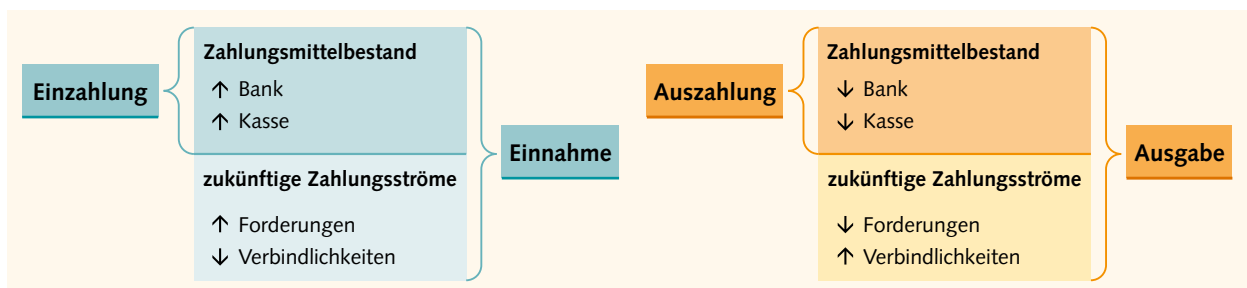 Einzahlung
Zahlungsmittelbestand
↑ Bank
↑ Kasse
zukünftige Zahlungsströme
↑ Forderungen
↓ Verbindlichkeiten
Einnahme
Auszahlung
Zahlungsmittelbestand
↓ Bank
↓ Kasse
zukünftige Zahlungsströme
↓ Forderungen
↑ Verbindlichkeiten
Ausgabe